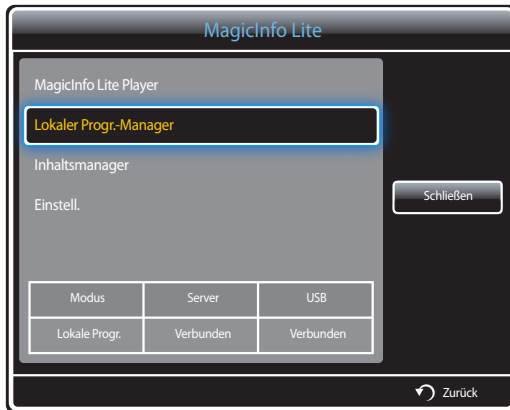 MagicInfo Lite
MagicInfo Lite Player
Lokaler Progr.-Manager
Inhaltsmanager
Einstell.
Schließen
Modus Server USB
Lokale Progr. Verbunden Verbunden
Zurück